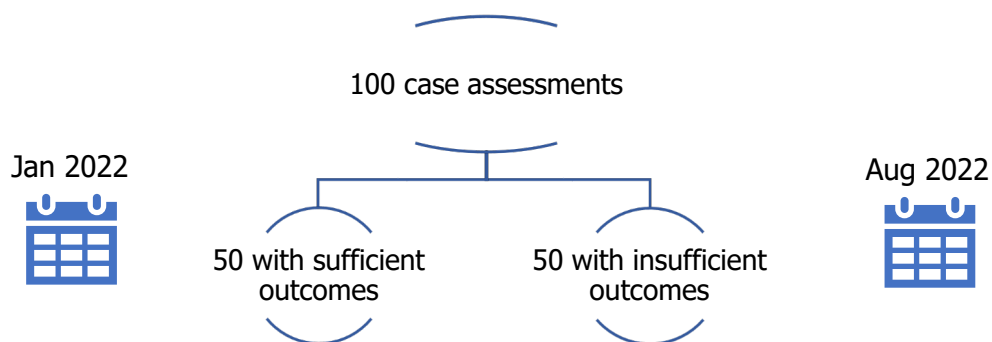 100 case assessments
Jan 2022
Aug 2022
50 with sufficient
outcomes
50 with insufficient
outcomes